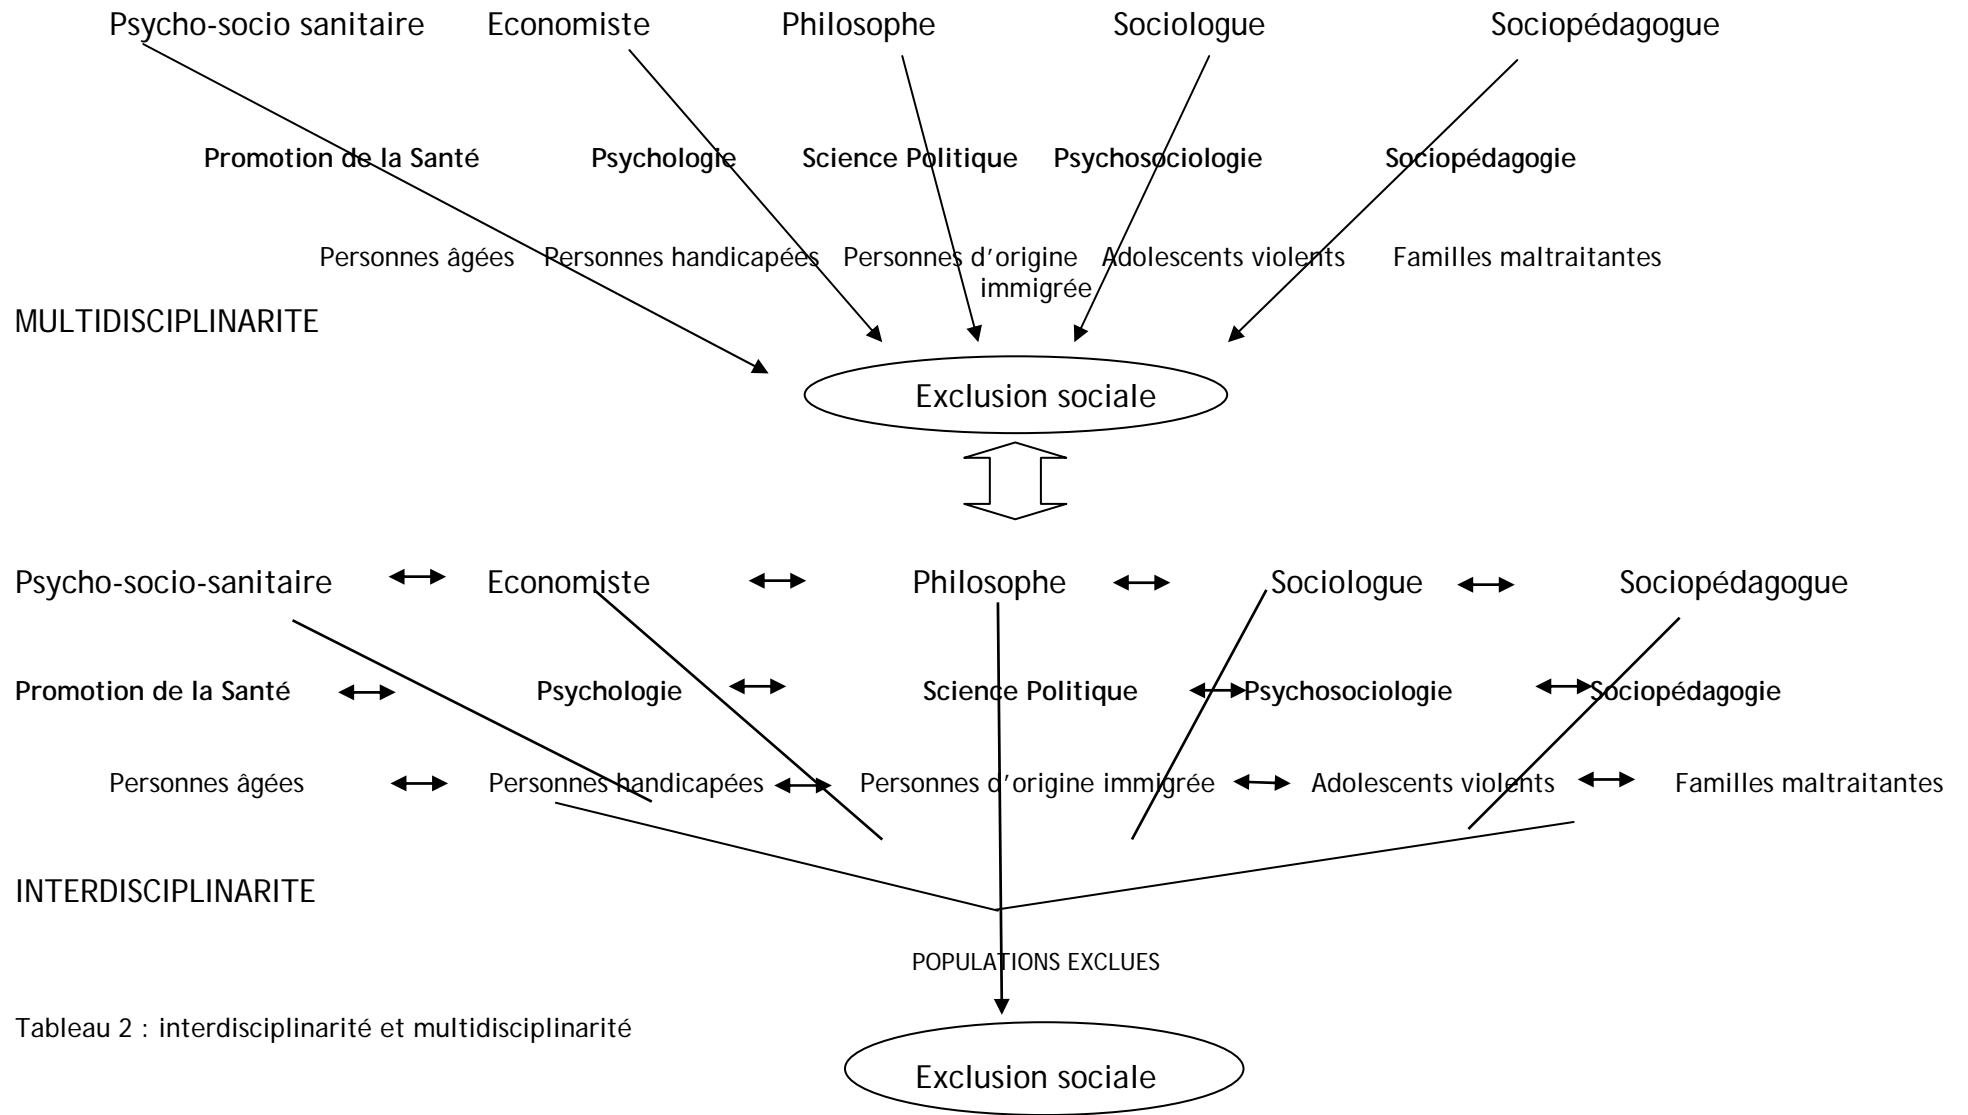 Psycho-socio sanitaire Economiste Philosophe Sociologue Sociopédagogue
Promotion de la Santé Psychologie Science Politique Psychosociologie Sociopédagogie
Personnes âgées Personnes handicapées Personnes d'origine Adolescents violents Familles maltraitantes
immigrée
MULTIDISCIPLINARITE
Exclusion sociale
Psycho-socio-sanitaire Economiste Philosophe Sociologue Sociopédagogue
Promotion de la Santé Psychologie Science Politique Psychosociologie Sociopédagogie
Personnes âgées Personnes handicapées Personnes d'origine immigrée Adolescents violents Familles maltraitantes
INTERDISCIPLINARITE
POPULATIONS EXCLUES
Tableau 2 : interdisciplinarité et multidisciplinarité
Exclusion sociale